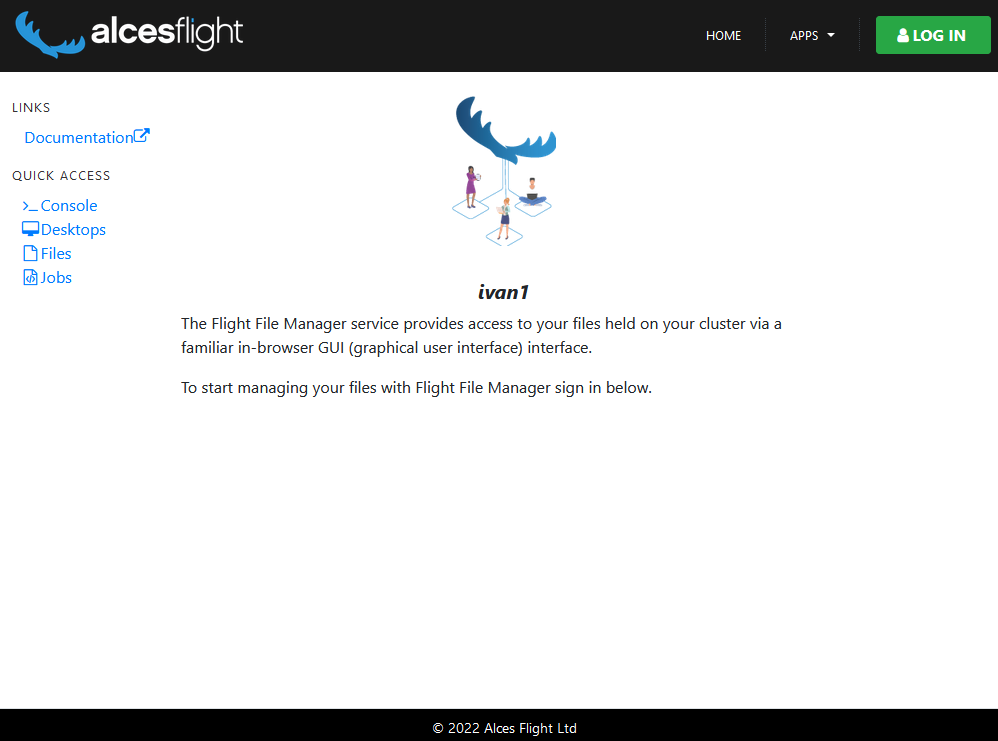 alcesflight
HOME
APPS
LOG IN
LINKS
Documentation
QUICK ACCESS
Console
Desktops
Files
Jobs
ivan1
The Flight File Manager service provides access to your files held on your cluster via a
familiar in-browser GUI (graphical user interface) interface.
To start managing your files with Flight File Manager sign in below.
© 2022 Alces Flight Ltd